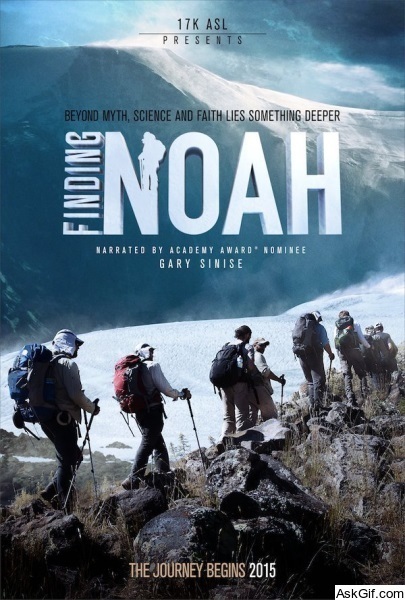 17K ASL
PRESENTS
BEYOND MYTH, SCIENCE AND FAITH LIES SOMETHING DEEPER
FINDING
NOAH
NARRATED BY ACADEMY AWARD® NOMINEE
GARY SINISE
THE JOURNEY BEGINS 2015
AskGif.com